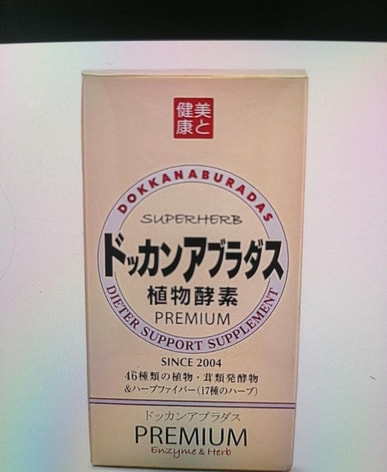 美と
健康
DOKKANABURADAS
SUPERHERB
ドッカンアブラダス
植物酵素
PREMIUM
DIETER SUPPORT SUPPLEMENT
SINCE 2004
46種類の植物・茸類発酵物
&ハーブファイバー(17種のハーブ)
ドッカンアブラダス
PREMIUM
Enzyme & Herb